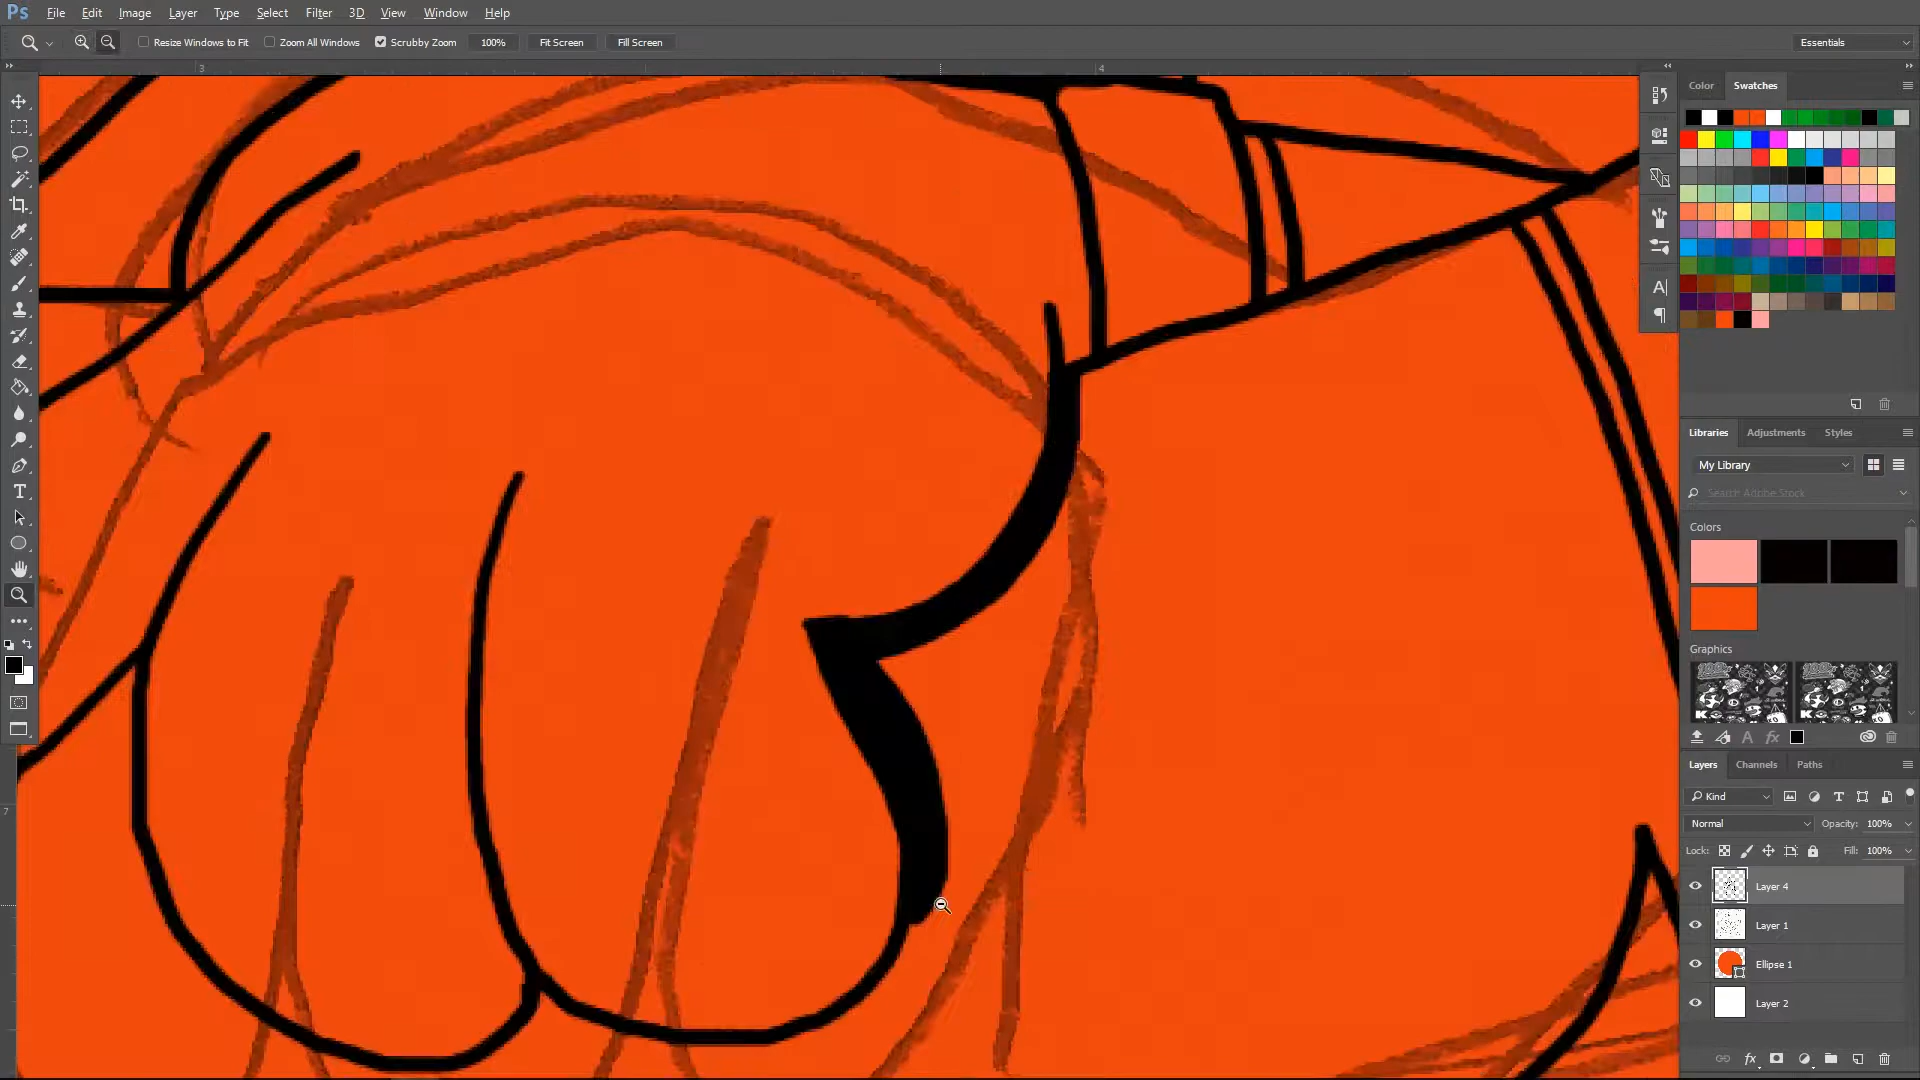 Ps File Edit Image Layer Type Select Filter 3D View Window Help
Resize Windows to Fit Zoom All Windows Scrubby Zoom 100% Fit Screen Fill Screen Essentials
3 4
Color Swatches
Libraries Adjustments Styles
My Library
Search Adobe Stock
Colors
Graphics
Layers Channels Paths
Kind
Normal Opacity: 100%
Lock: Fill: 100%
7
Layer 4
Layer 1
Ellipse 1
Layer 2